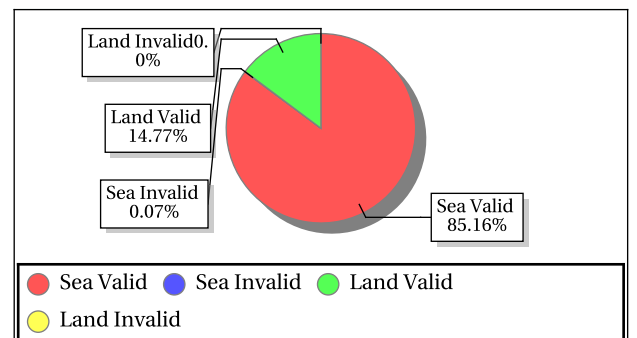 Land Invalid0.
0%
Land Valid
14.77%
Sea Invalid
0.07%
Sea Valid
85.16%
Sea Valid
Sea Invalid
Land Valid
Land Invalid